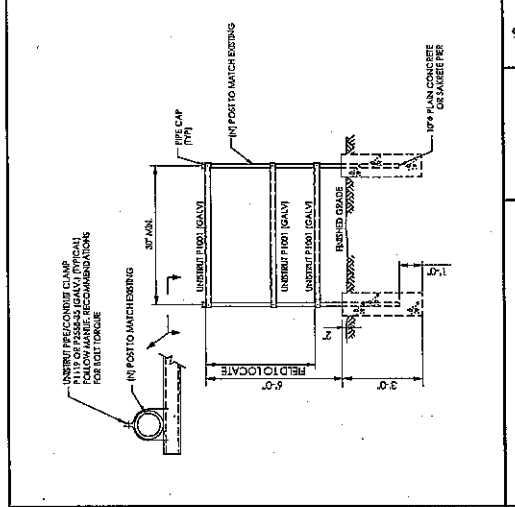 UNISTRUT PIPE/CONDUIT CLAMP
P1119 OR P2558-35 (GALV.) (TYPICAL)
FOLLOW MANUF. RECOMMENDATIONS
FOR BOLT TORQUE
(N) POST TO MATCH EXISTING
30" MIN.
PIPE CAP
(TYP)
(N) POST TO MATCH EXISTING
UNISTRUT P1001 (GALV)
UNISTRUT P1001 (GALV)
UNISTRUT P1001 (GALV)
FIELD TO LOCATE
6'-0"
FINISHED GRADE
2"
3'-0"
1'-0"
10"Φ PLAIN CONCRETE
OR SAKRETE PIER